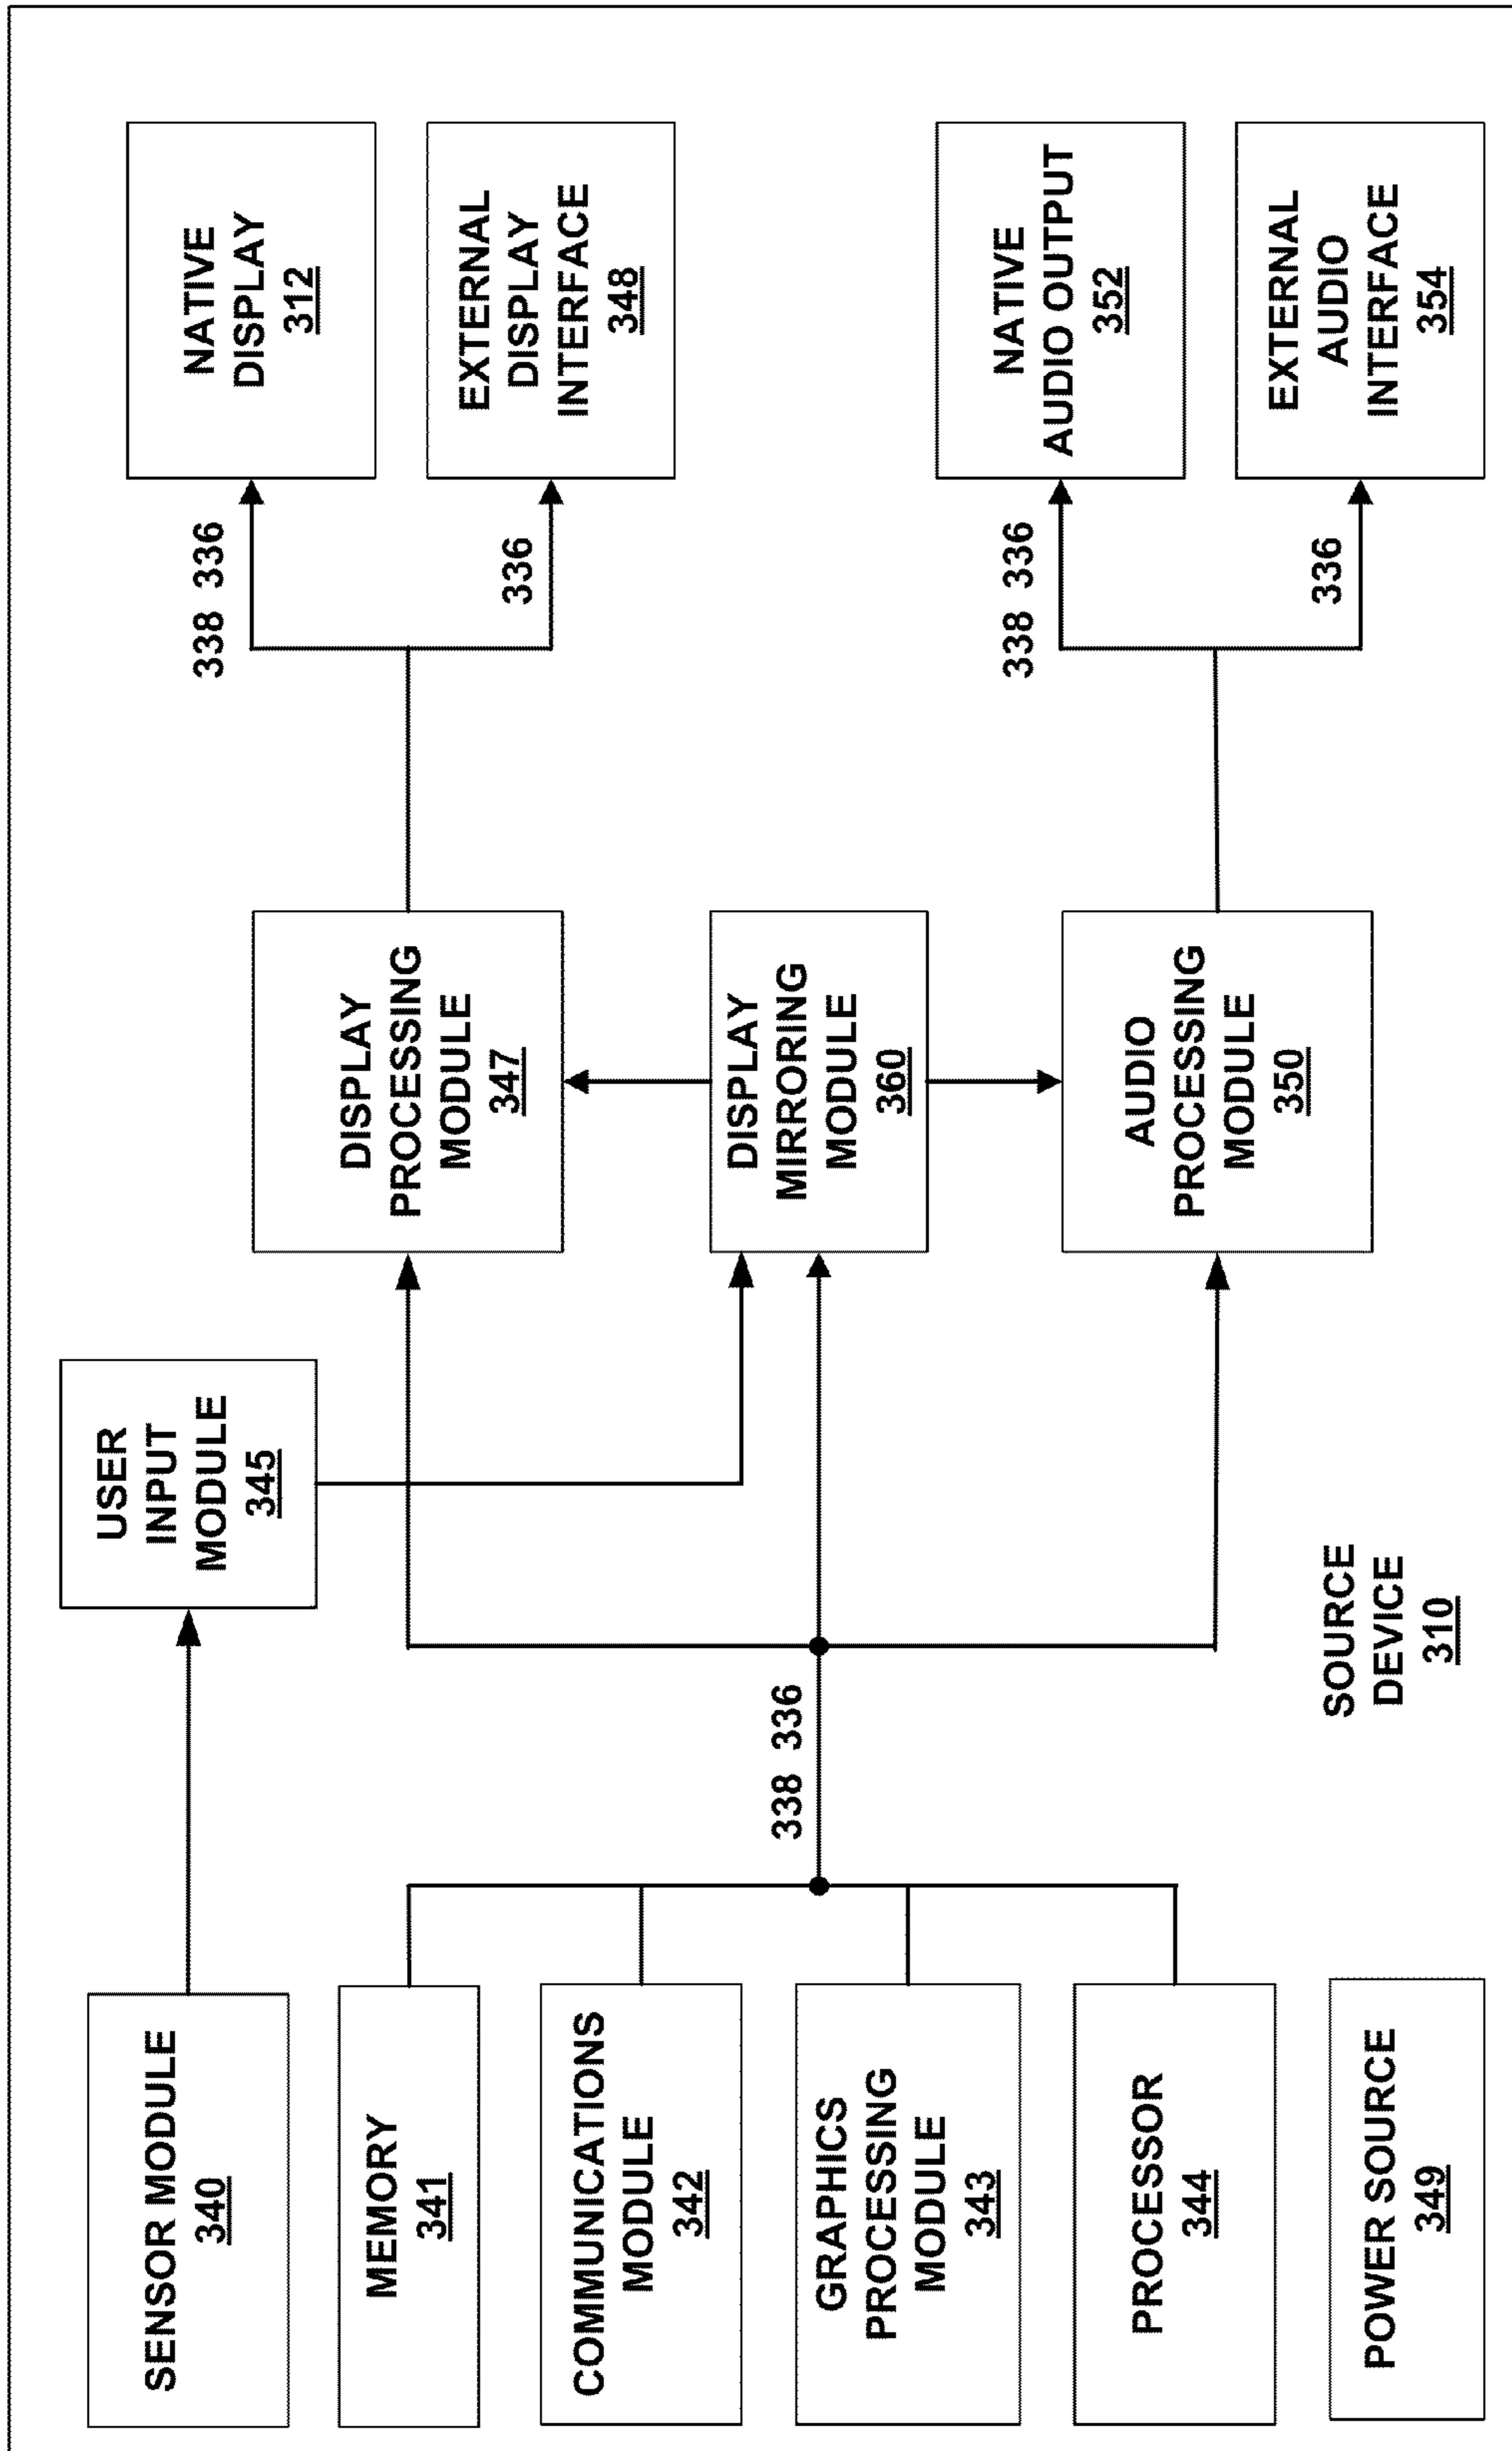 SENSOR MODULE
340
MEMORY
341
COMMUNICATIONS
MODULE
342
GRAPHICS
PROCESSING
MODULE
343
PROCESSOR
344
POWER SOURCE
349
338 336
USER
INPUT
MODULE
345
SOURCE
DEVICE
310
DISPLAY
PROCESSING
MODULE
347
DISPLAY
MIRRORING
MODULE
360
AUDIO
PROCESSING
MODULE
350
338 336
336
338 336
336
NATIVE
DISPLAY
312
EXTERNAL
DISPLAY
INTERFACE
348
NATIVE
AUDIO OUTPUT
352
EXTERNAL
AUDIO
INTERFACE
354